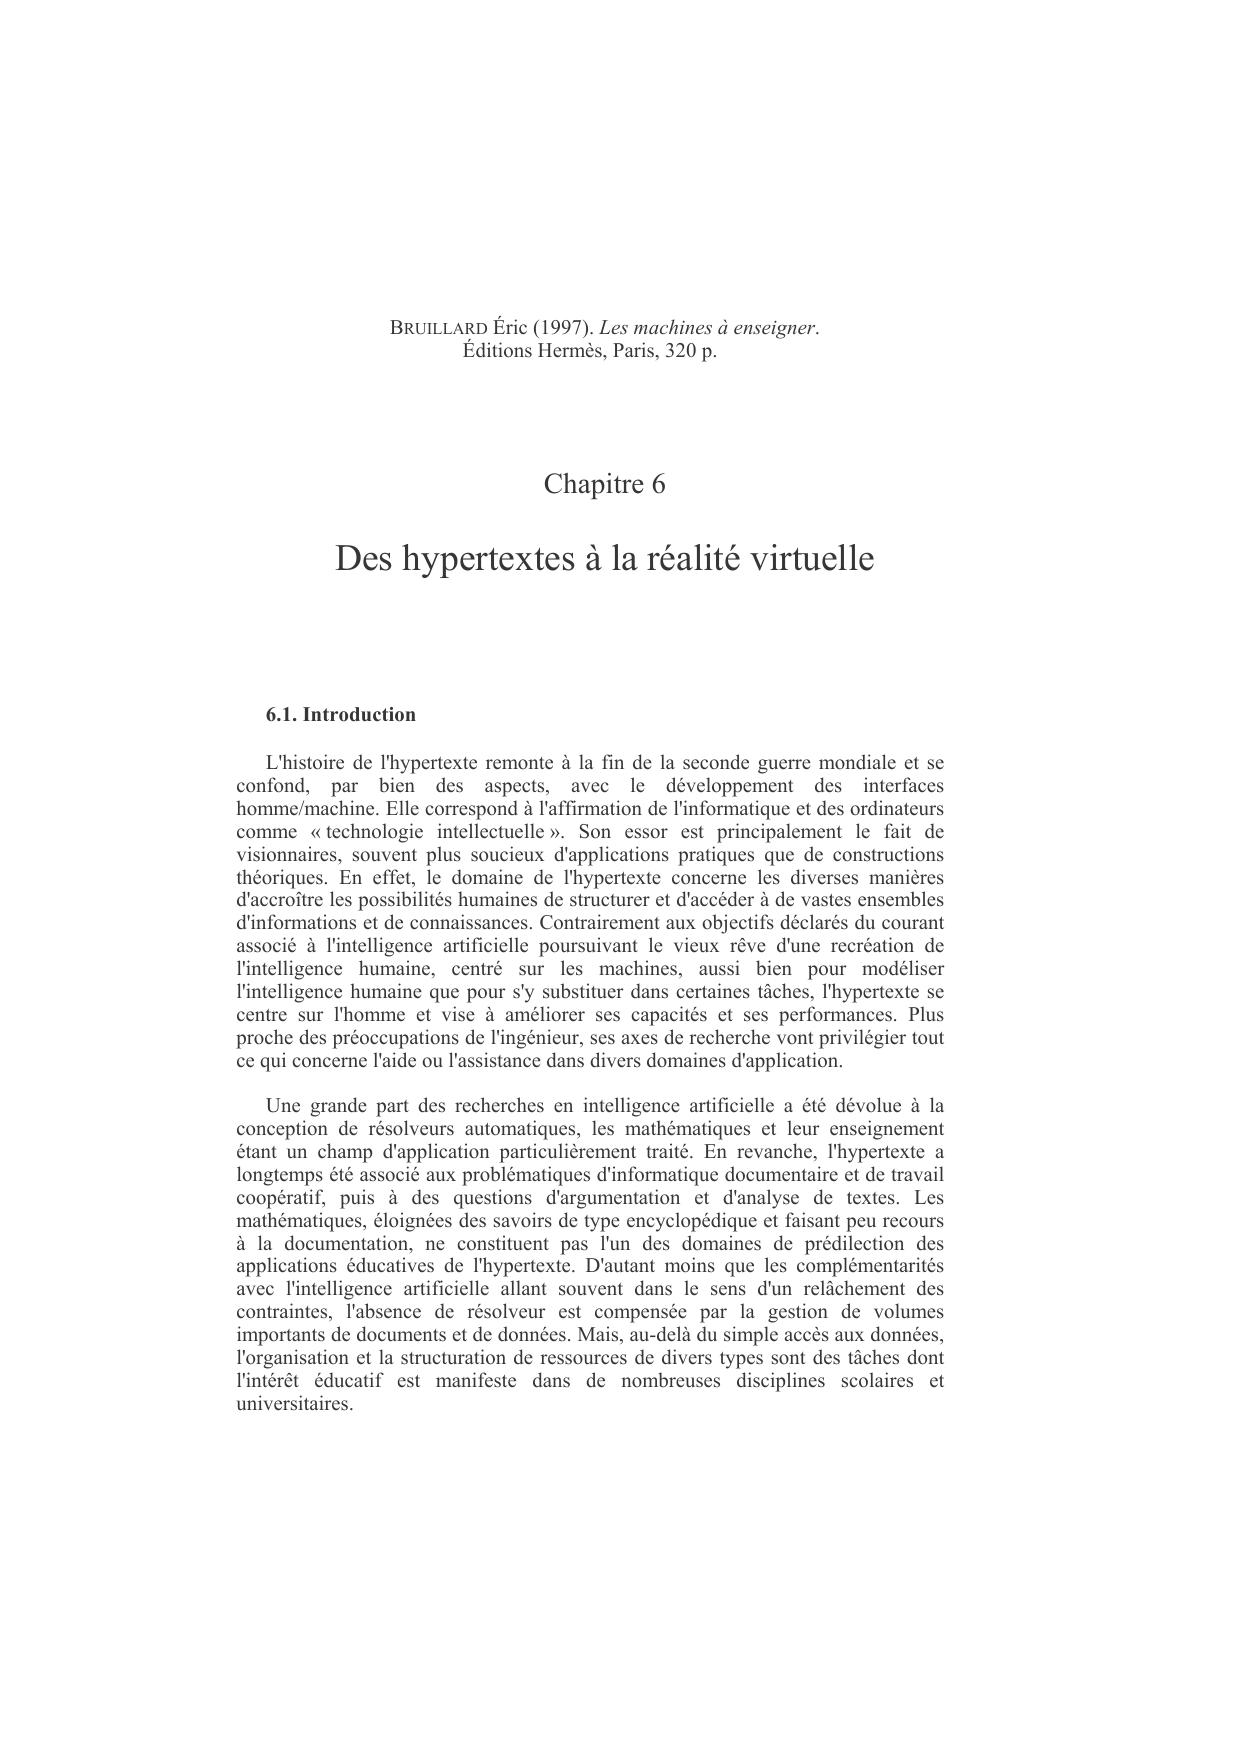 BRUILLARD Éric (1997). Les machines à enseigner.
Éditions Hermès, Paris, 320 p.
Chapitre 6
Des hypertextes à la réalité virtuelle
6.1. Introduction
L'histoire de l'hypertexte remonte à la fin de la seconde guerre mondiale et se
confond, par bien des aspects, avec le développement des interfaces
homme/machine. Elle correspond à l'affirmation de l'informatique et des ordinateurs
comme « technologie intellectuelle ». Son essor est principalement le fait de
visionnaires, souvent plus soucieux d'applications pratiques que de constructions
théoriques. En effet, le domaine de l'hypertexte concerne les diverses manières
d'accroître les possibilités humaines de structurer et d'accéder à de vastes ensembles
d'informations et de connaissances. Contrairement aux objectifs déclarés du courant
associé à l'intelligence artificielle poursuivant le vieux rêve d'une recréation de
l'intelligence humaine, centré sur les machines, aussi bien pour modéliser
l'intelligence humaine que pour s'y substituer dans certaines tâches, l'hypertexte se
centre sur l'homme et vise à améliorer ses capacités et ses performances. Plus
proche des préoccupations de l'ingénieur, ses axes de recherche vont privilégier tout
ce qui concerne l'aide ou l'assistance dans divers domaines d'application.
Une grande part des recherches en intelligence artificielle a été dévolue à la
conception de résolveurs automatiques, les mathématiques et leur enseignement
étant un champ d'application particulièrement traité. En revanche, l'hypertexte a
longtemps été associé aux problématiques d'informatique documentaire et de travail
coopératif, puis à des questions d'argumentation et d'analyse de textes. Les
mathématiques, éloignées des savoirs de type encyclopédique et faisant peu recours
à la documentation, ne constituent pas l'un des domaines de prédilection des
applications éducatives de l'hypertexte. D'autant moins que les complémentarités
avec l'intelligence artificielle allant souvent dans le sens d'un relâchement des
contraintes, l'absence de résolveur est compensée par la gestion de volumes
importants de documents et de données. Mais, au-delà du simple accès aux données,
l'organisation et la structuration de ressources de divers types sont des tâches dont
l'intérêt éducatif est manifeste dans de nombreuses disciplines scolaires et
universitaires.